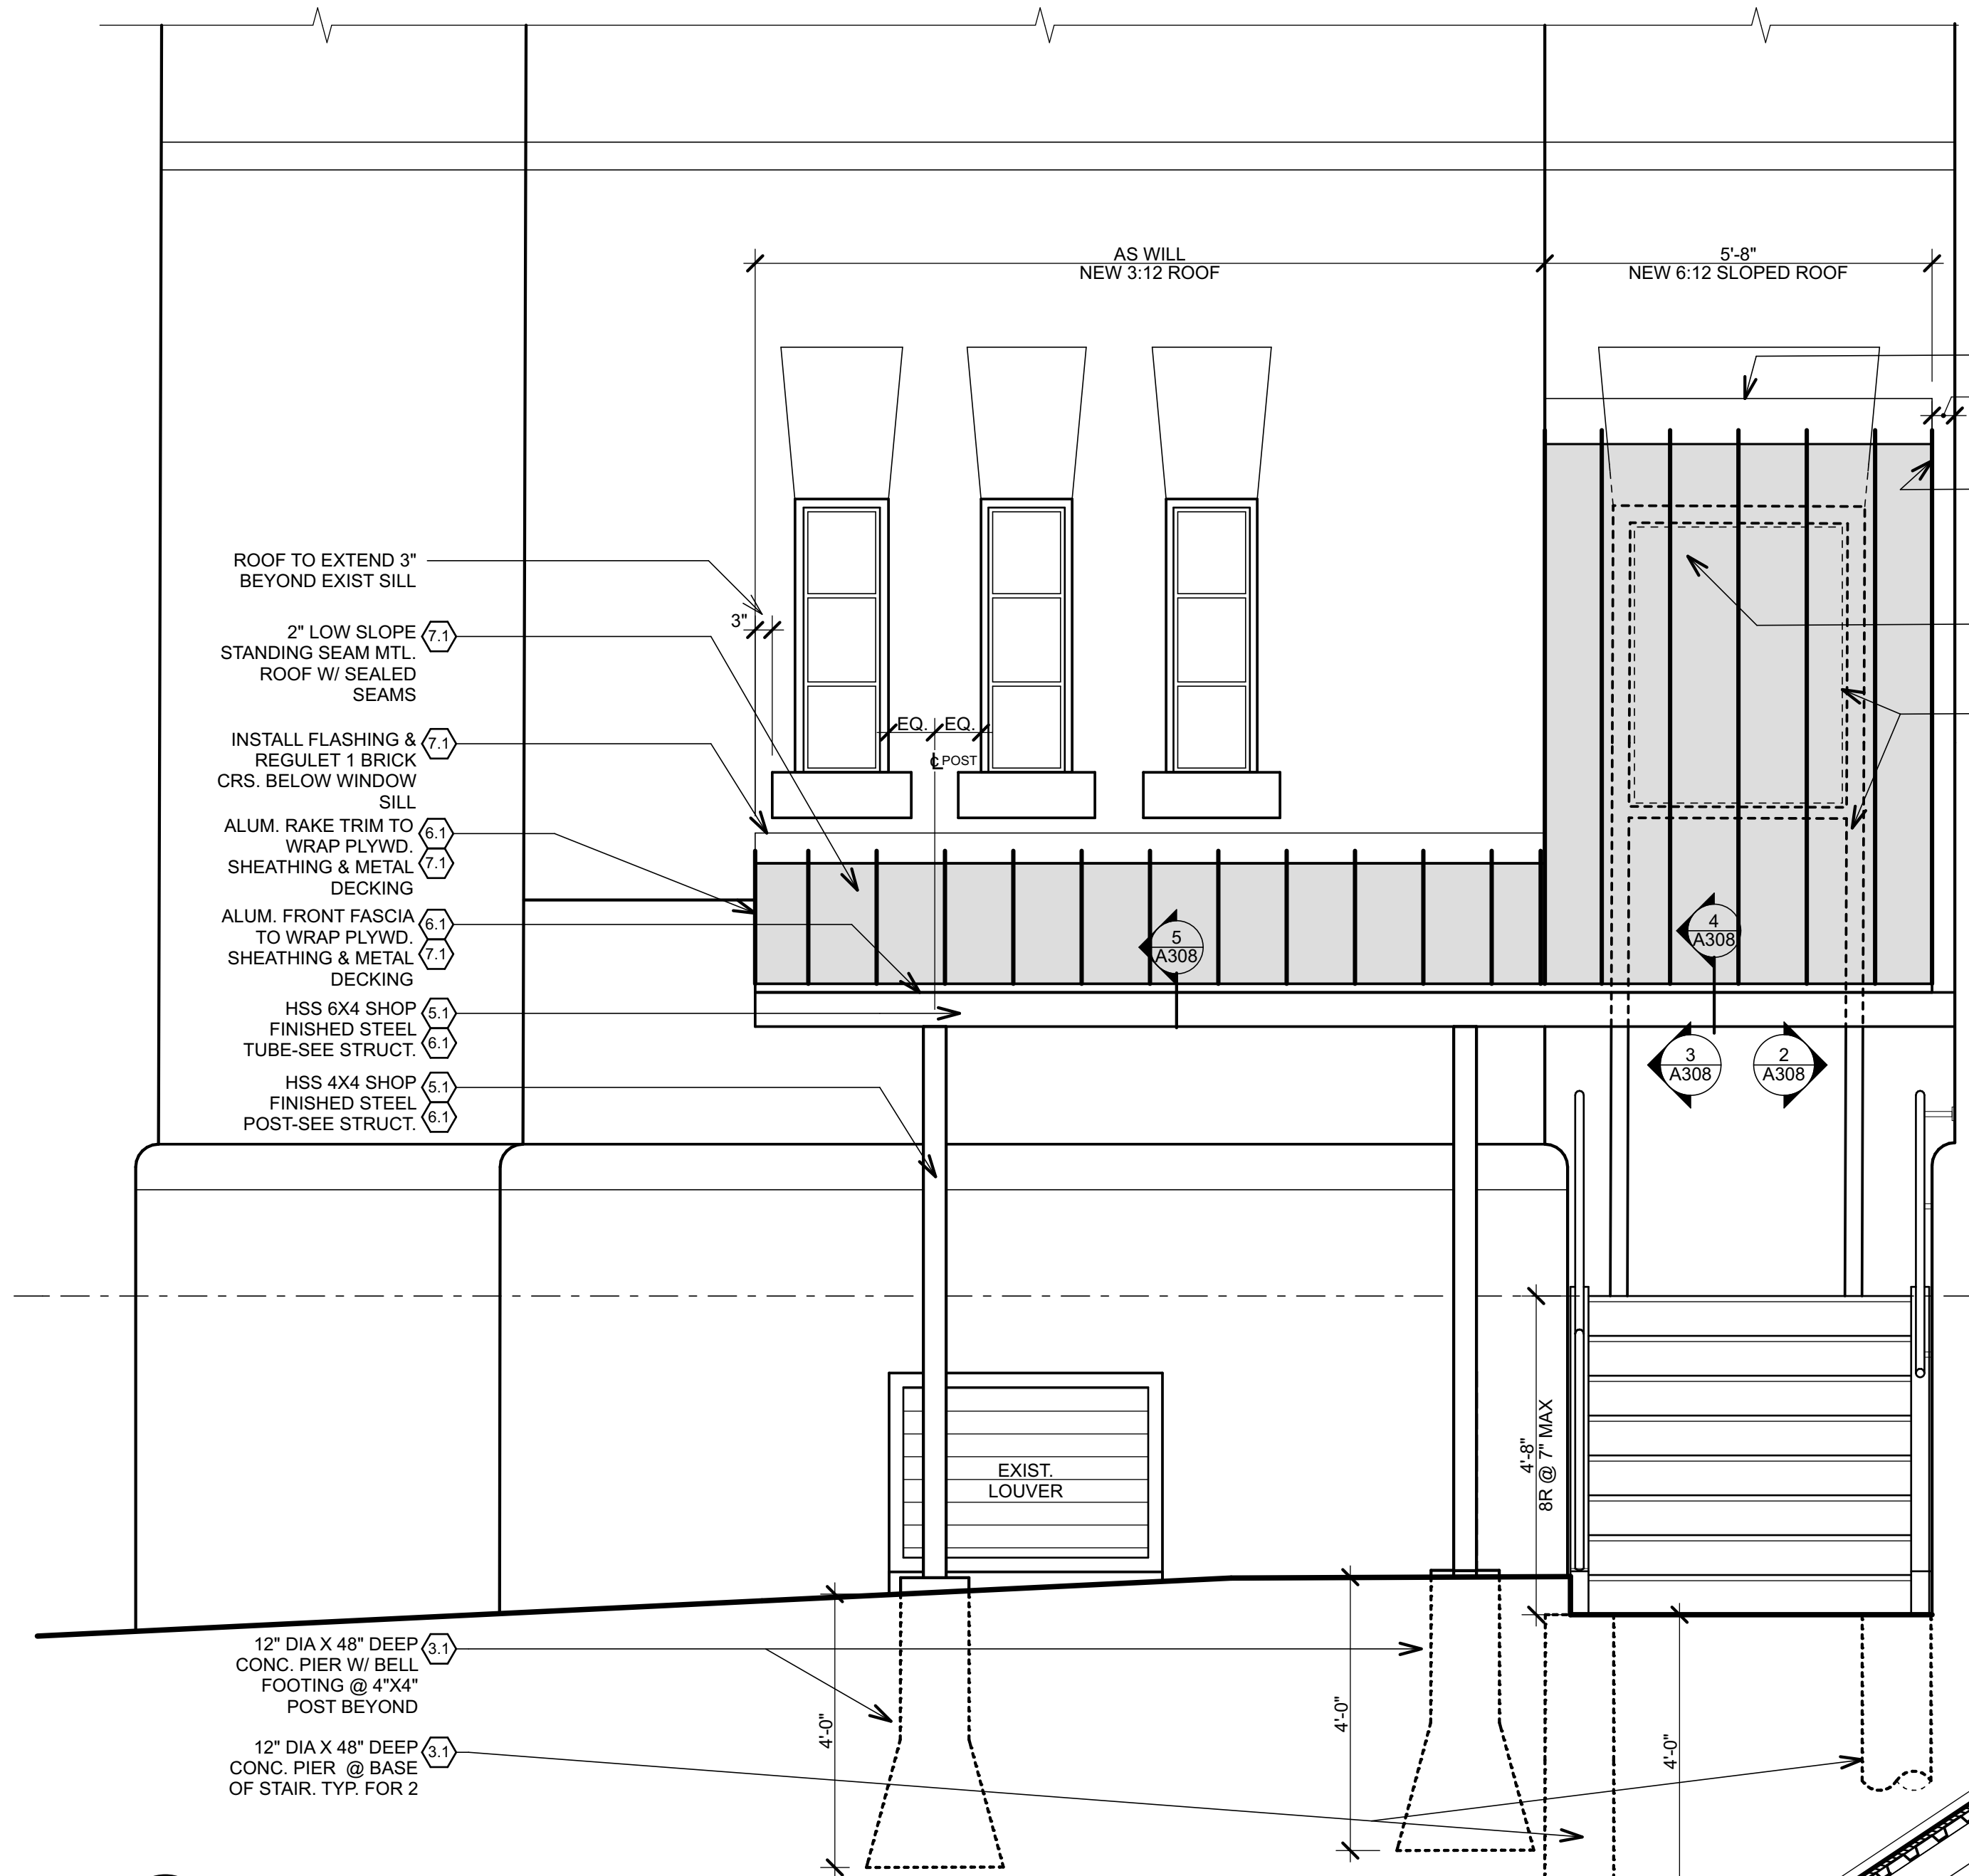 AS WILL
NEW 3:12 ROOF
5'-8"
NEW 6:12 SLOPED ROOF
ROOF TO EXTEND 3"
BEYOND EXIST SILL
3"
2" LOW SLOPE 7.1
STANDING SEAM MTL.
ROOF W/ SEALED
SEAMS
EQ. EQ.
℄ POST
INSTALL FLASHING & 7.1
REGULET 1 BRICK
CRS. BELOW WINDOW
SILL
ALUM. RAKE TRIM TO 6.1
WRAP PLYWD.
SHEATHING & METAL 7.1
DECKING
ALUM. FRONT FASCIA 6.1
TO WRAP PLYWD.
SHEATHING & METAL 7.1
DECKING
5
A308
4
A308
HSS 6X4 SHOP 5.1
FINISHED STEEL
TUBE-SEE STRUCT. 6.1
3
A308
2
A308
HSS 4X4 SHOP 5.1
FINISHED STEEL
POST-SEE STRUCT. 6.1
EXIST.
LOUVER
4'-8"
8R @ 7" MAX
12" DIA X 48" DEEP 3.1
CONC. PIER W/ BELL
FOOTING @ 4"X4"
POST BEYOND
4'-0"
4'-0"
4'-0"
12" DIA X 48" DEEP 3.1
CONC. PIER @ BASE
OF STAIR. TYP. FOR 2